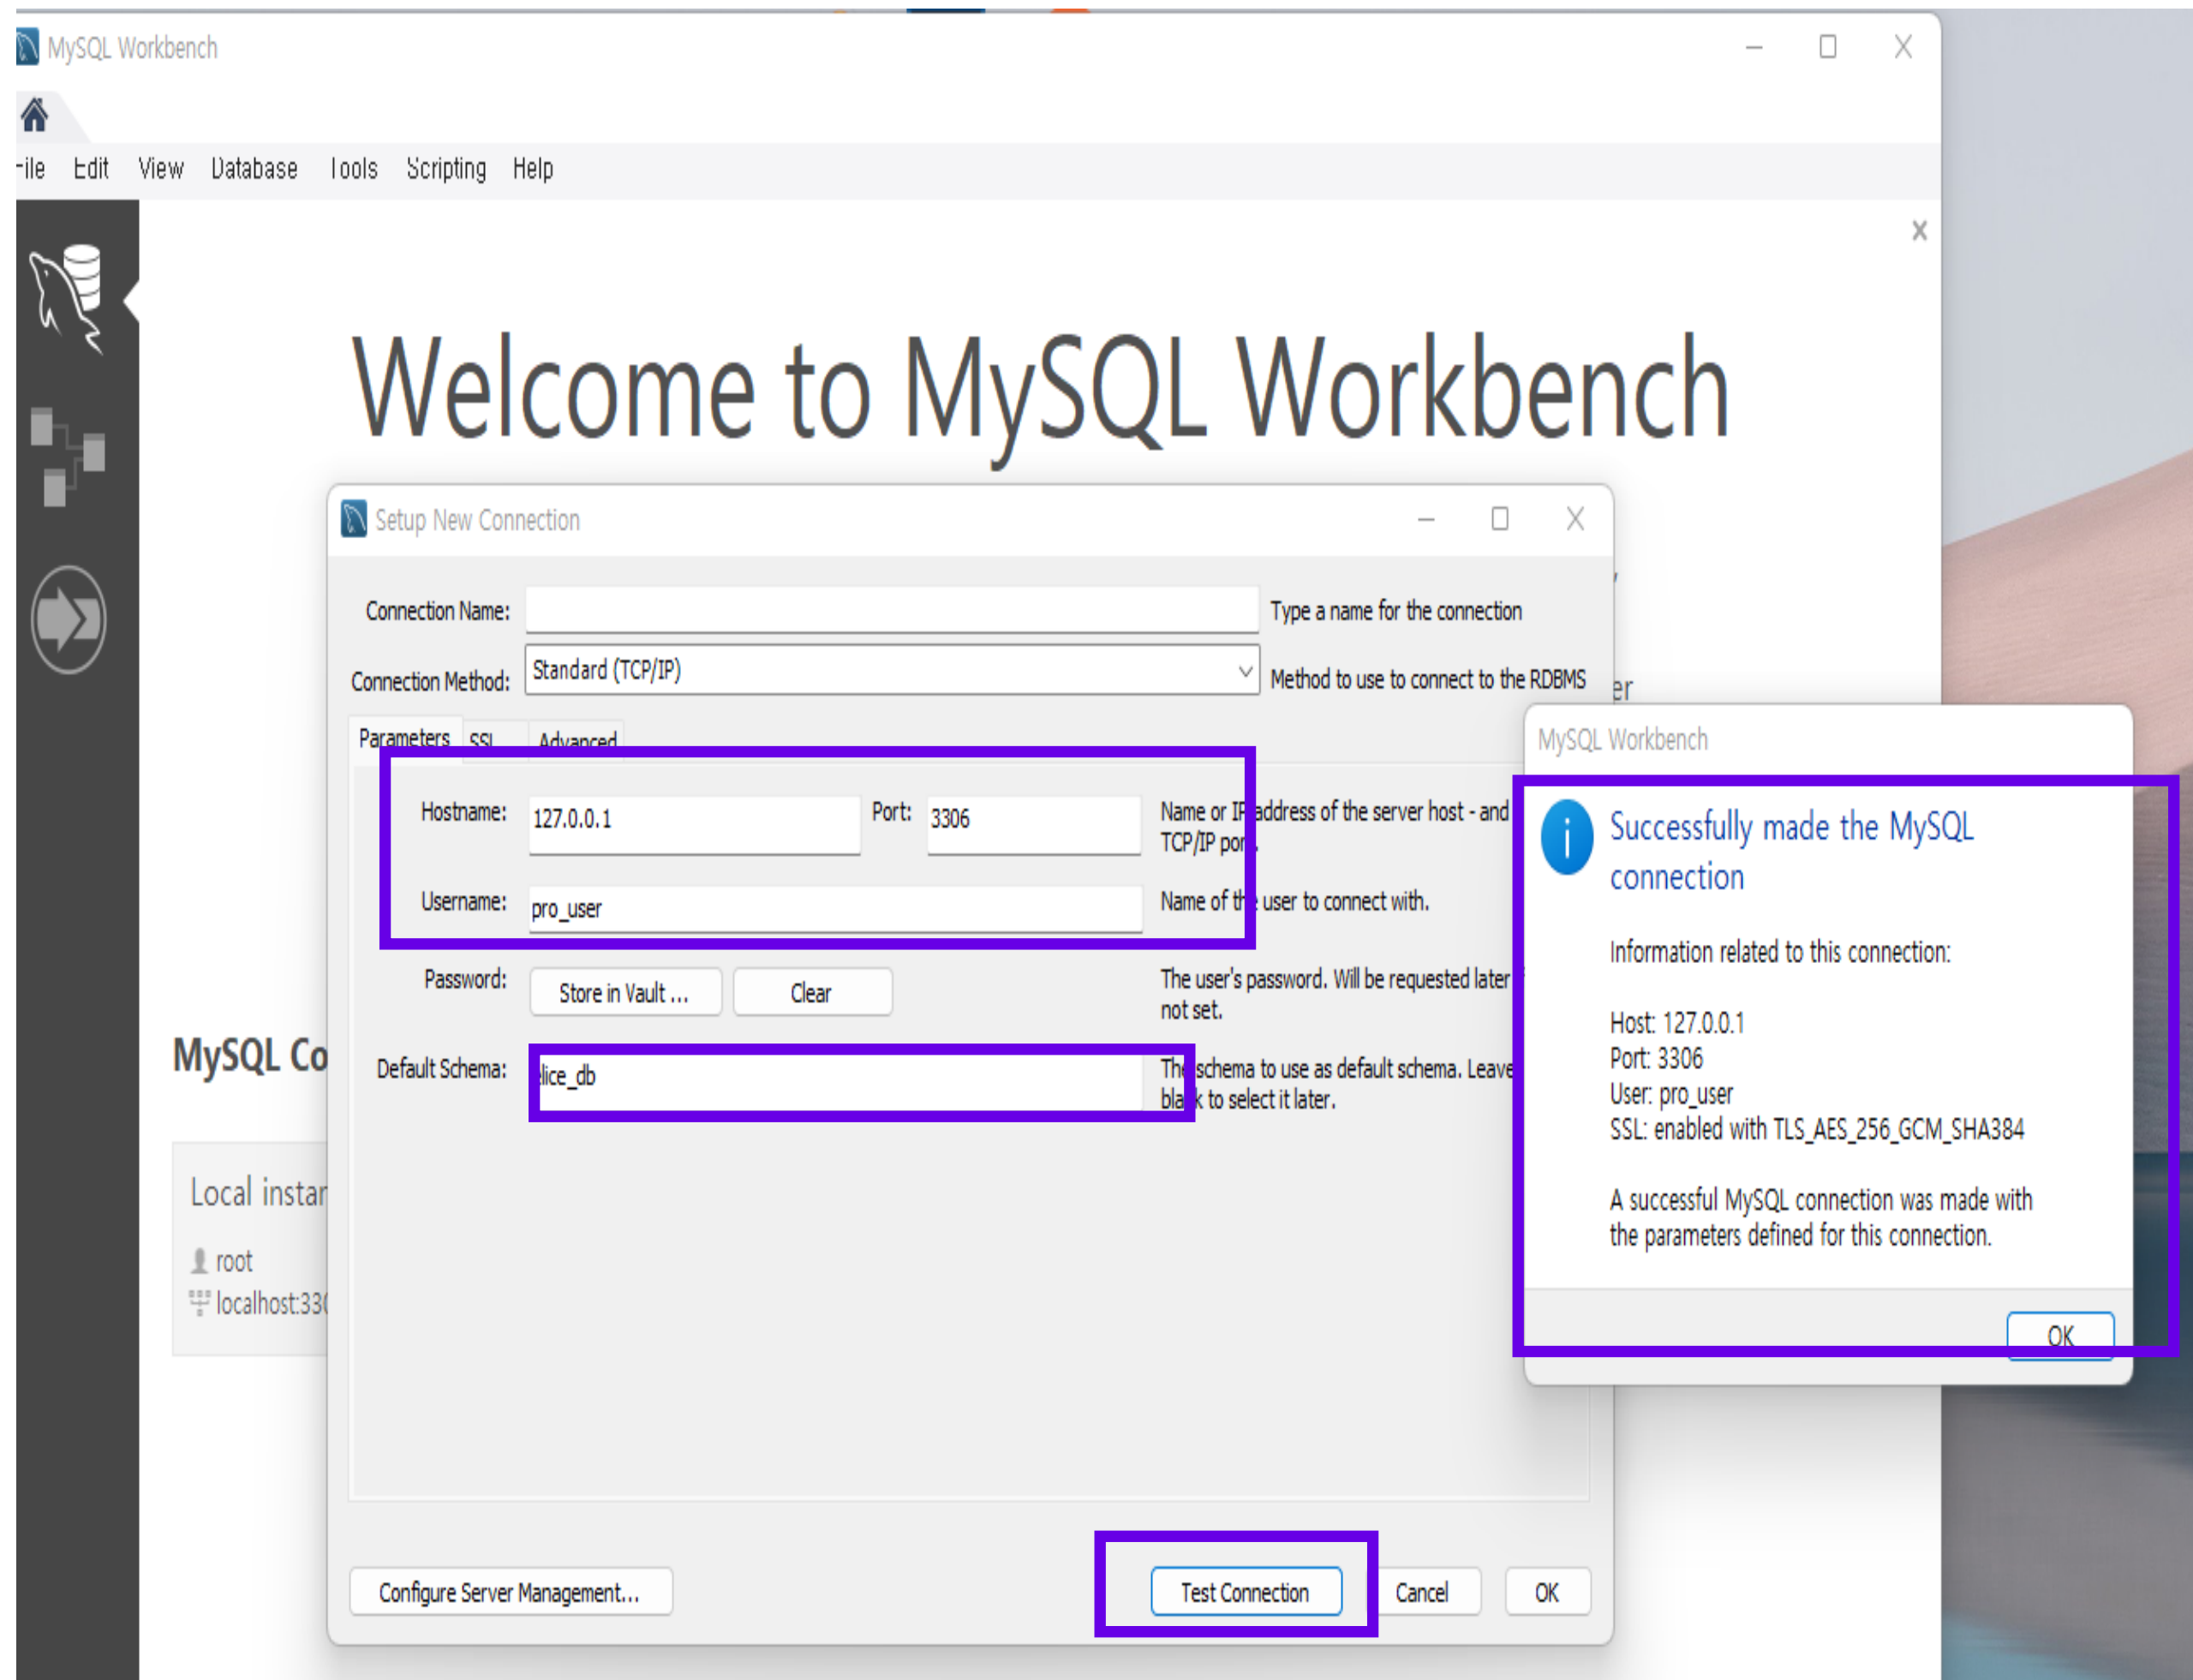 MySQL Workbench
File Edit View Database Tools Scripting Help
Welcome to MySQL Workbench
Setup New Connection
Connection Name: Type a name for the connection
Connection Method: Standard (TCP/IP) Method to use to connect to the RDBMS
Parameters SSL Advanced
Hostname: 127.0.0.1 Port: 3306 Name or IP address of the server host - and
TCP/IP port.
Username: pro_user Name of the user to connect with.
Password: Store in Vault ... Clear The user's password. Will be requested later
not set.
Default Schema: elice_db The schema to use as default schema. Leave
blank to select it later.
Configure Server Management... Test Connection Cancel OK
er
MySQL Co
Local instan
root
localhost:330
MySQL Workbench
Successfully made the MySQL
connection
Information related to this connection:
Host: 127.0.0.1
Port: 3306
User: pro_user
SSL: enabled with TLS_AES_256_GCM_SHA384
A successful MySQL connection was made with
the parameters defined for this connection.
OK